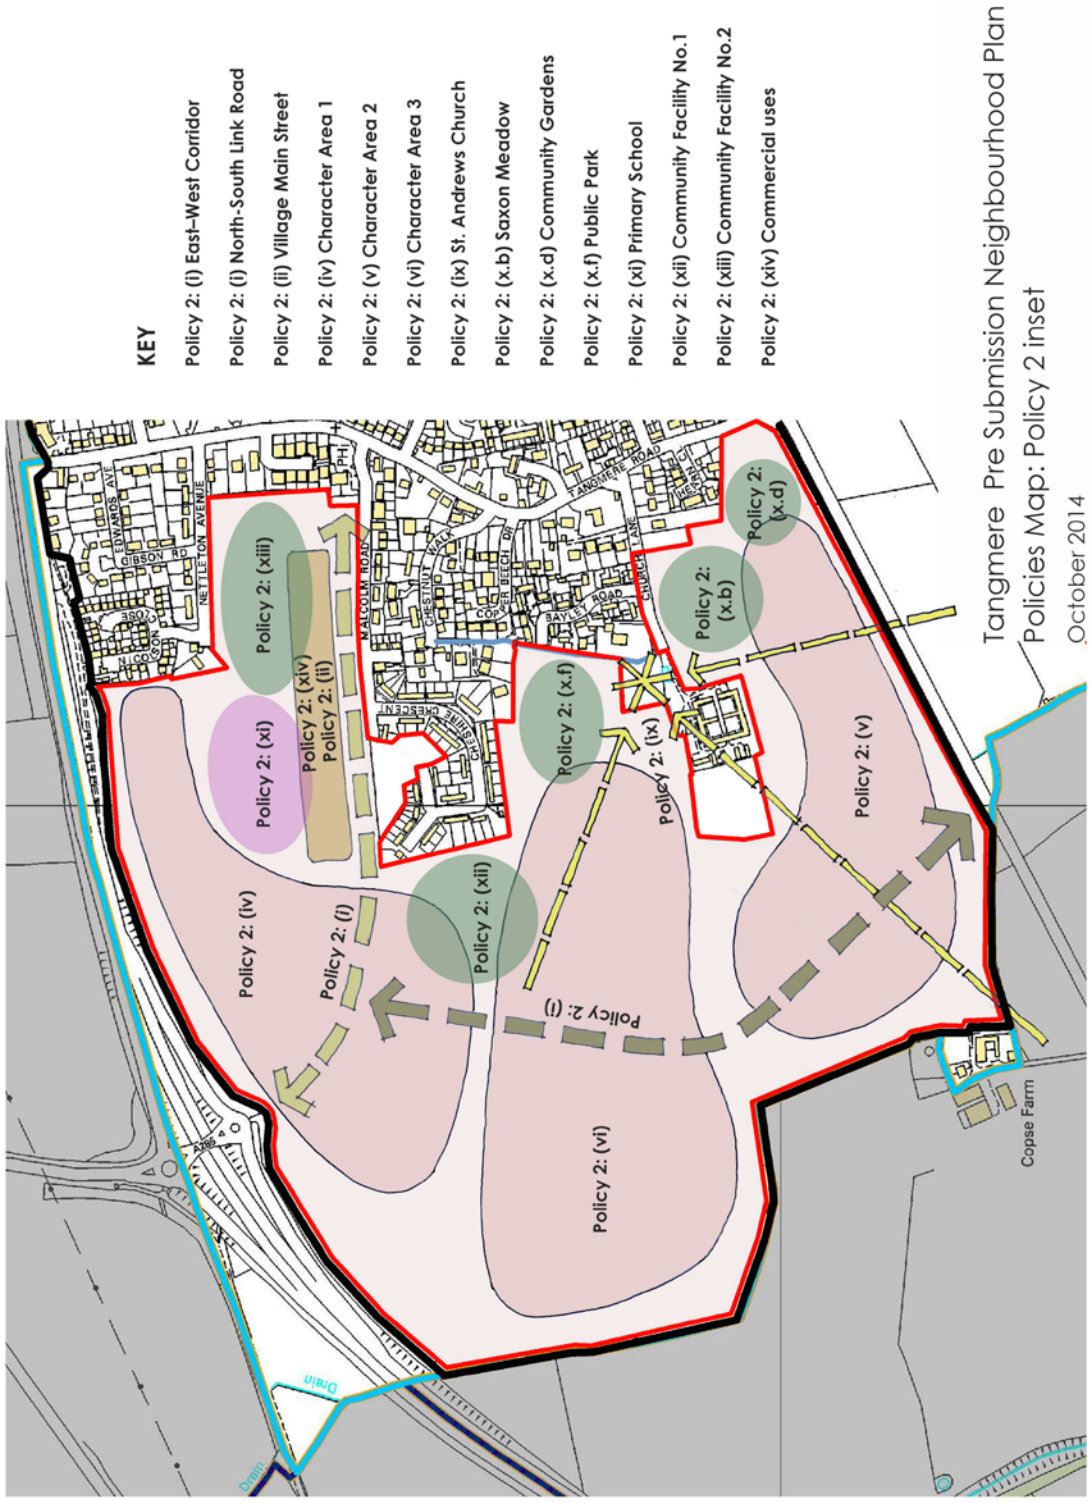 KEY
Policy 2: (i) East–West Corridor
Policy 2: (i) North-South Link Road
Policy 2: (ii) Village Main Street
Policy 2: (iv) Character Area 1
Policy 2: (v) Character Area 2
Policy 2: (vi) Character Area 3
Policy 2: (ix) St. Andrews Church
Policy 2: (x.b) Saxon Meadow
Policy 2: (x.d) Community Gardens
Policy 2: (x.f) Public Park
Policy 2: (xi) Primary School
Policy 2: (xii) Community Facility No.1
Policy 2: (xiii) Community Facility No.2
Policy 2: (xiv) Commercial uses
Tangmere Pre Submission Neighbourhood Plan
Policies Map: Policy 2 inset
October 2014
EDWARDS AVE
GIBSON RD
NETTLETON AVENUE
NICOLSON
CLOSE
PH
MALCOLM ROAD
CHESTNUT WALK
COPPER BEECH DR
TANGMERE ROAD
BAYLEY ROAD
CHURCH LANE
CHESHIRE
CRESCENT
Policy 2: (xiii)
Policy 2: (xi)
Policy 2: (xiv)
Policy 2: (ii)
Policy 2: (iv)
Policy 2: (i)
Policy 2: (xii)
Policy 2: (x.f)
Policy 2: (ix)
Policy 2:
(x.b)
Policy 2:
(x.d)
Policy 2: (v)
Policy 2: (i)
Policy 2: (vi)
A285
Drain
Drain
Copse Farm